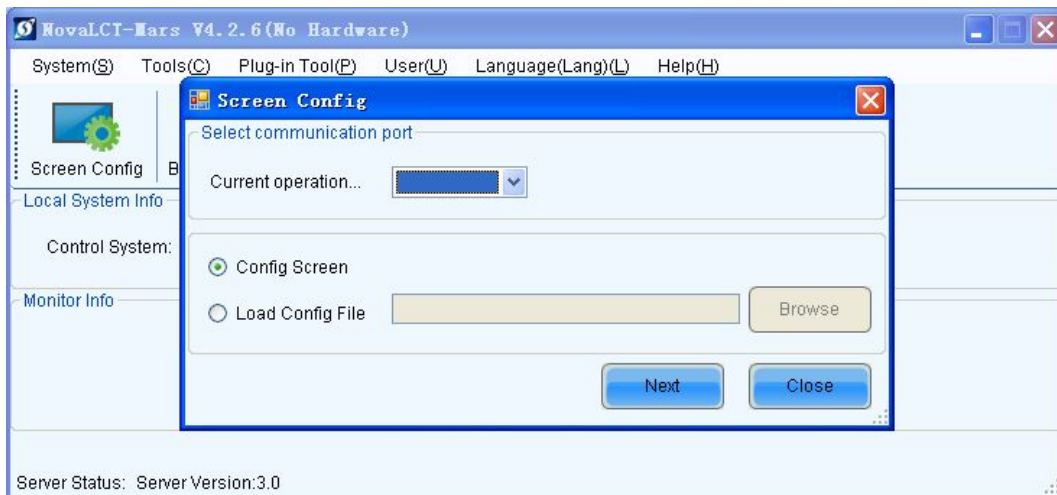 NovaLCT-Mars V4.2.6(No Hardware)
System(S) Tools(C) Plug-in Tool(P) User(U) Language(Lang)(L) Help(H)
Screen Config
Select communication port
Current operation...
Screen Config B
Local System Info
Control System:
Config Screen
Monitor Info
Load Config File Browse
Next Close
Server Status: Server Version:3.0